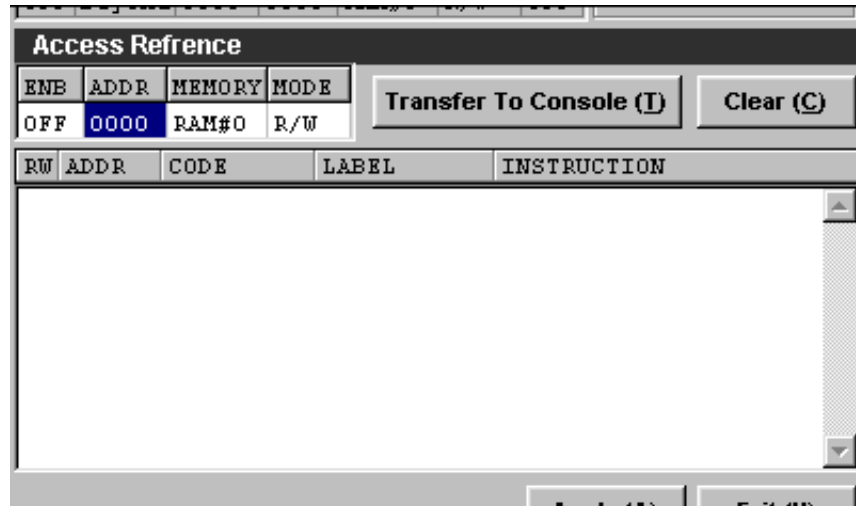 Access Refrence
ENB ADDR MEMORY MODE
OFF 0000 RAM#0 R/W
Transfer To Console (T) Clear (C)
RW ADDR CODE LABEL INSTRUCTION